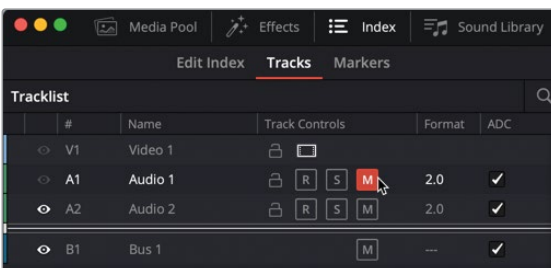 Media Pool Effects Index Sound Library
Edit Index Tracks Markers
Tracklist
# Name Track Controls Format ADC
V1 Video 1
A1 Audio 1 R S M 2.0
A2 Audio 2 R S M 2.0
B1 Bus 1 M ---